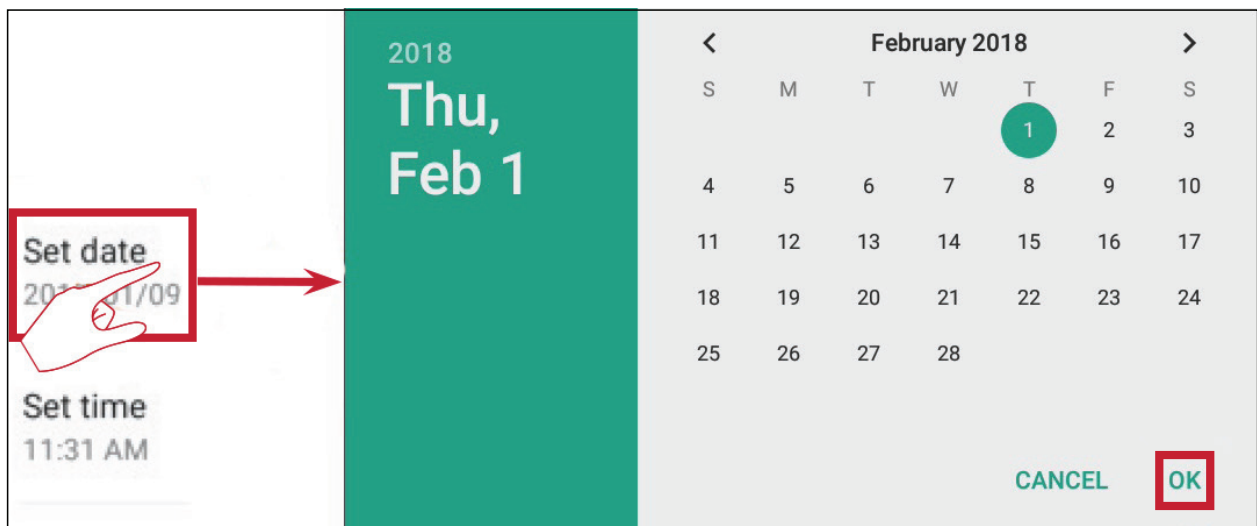 Set date
/09
Set time
11:31 AM
2018
Thu,
Feb 1
February 2018
S M T W T F S
1 2 3
4 5 6 7 8 9 10
11 12 13 14 15 16 17
18 19 20 21 22 23 24
25 26 27 28
CANCEL OK